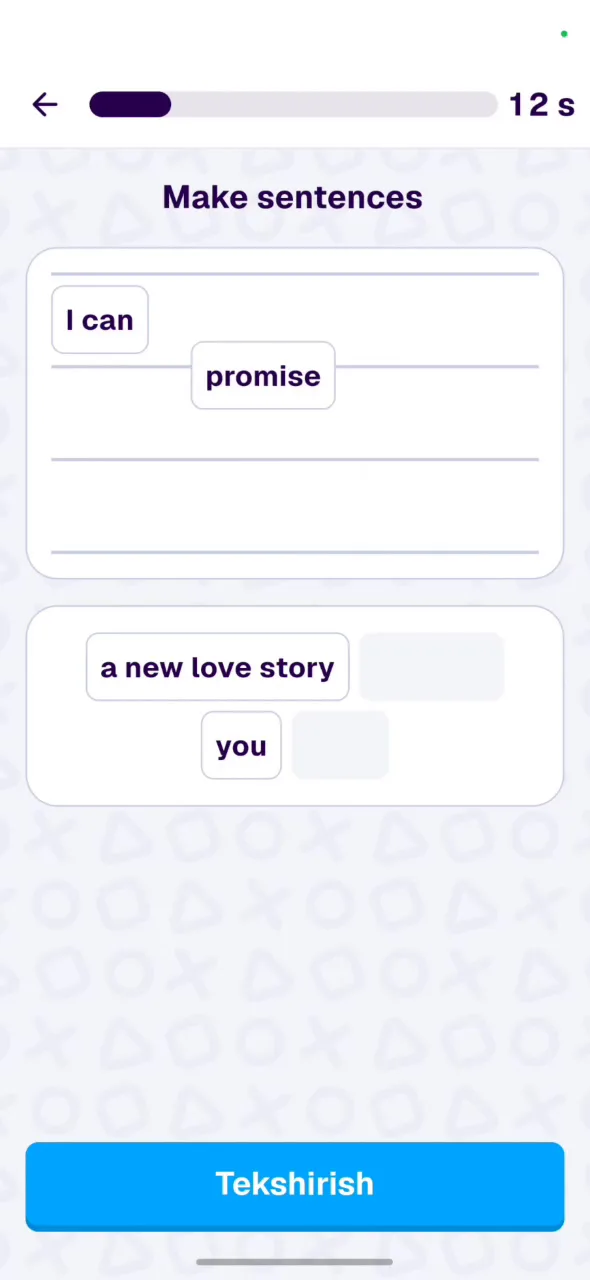 12 s
Make sentences
I can
promise
a new love story
you
Tekshirish